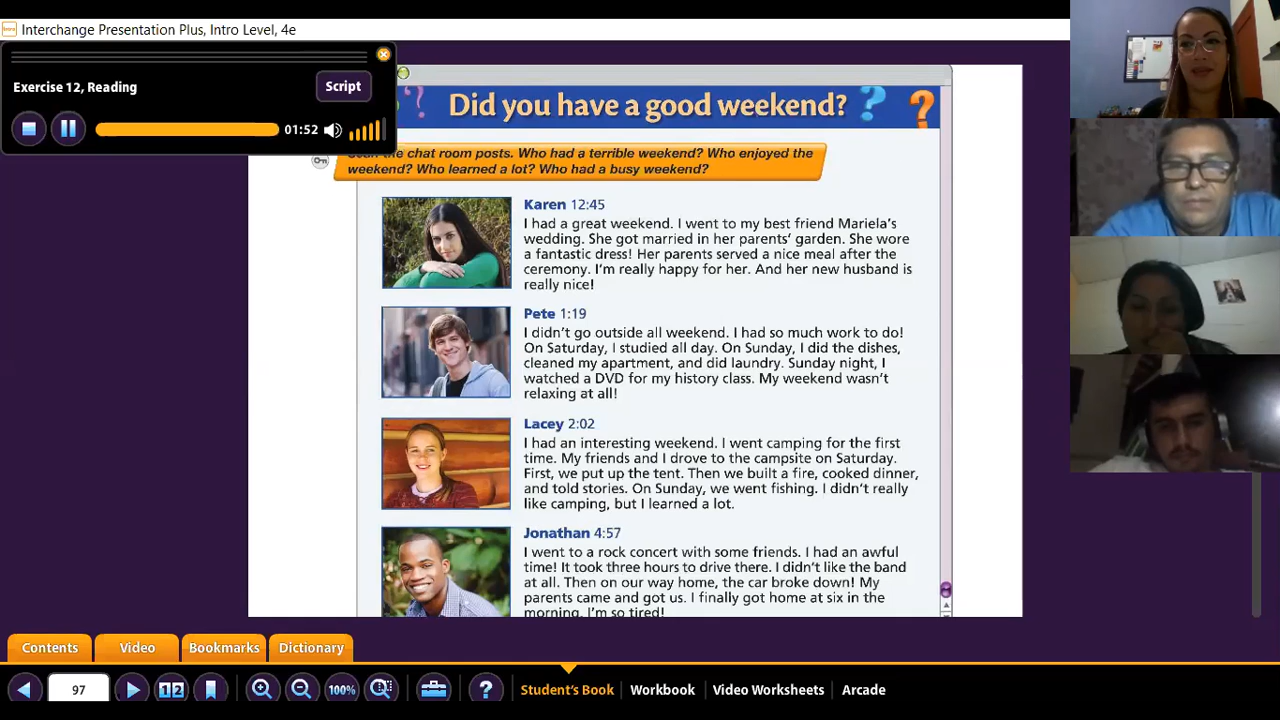 Interchange Presentation Plus, Intro Level, 4e
Exercise 12, Reading
Script
01:52
Did you have a good weekend?
the chat room posts. Who had a terrible weekend? Who enjoyed the
weekend? Who learned a lot? Who had a busy weekend?
Karen 12:45
I had a great weekend. I went to my best friend Mariela's
wedding. She got married in her parents' garden. She wore
a fantastic dress! Her parents served a nice meal after the
ceremony. I'm really happy for her. And her new husband is
really nice!
Pete 1:19
I didn't go outside all weekend. I had so much work to do!
On Saturday, I studied all day. On Sunday, I did the dishes,
cleaned my apartment, and did laundry. Sunday night, I
watched a DVD for my history class. My weekend wasn't
relaxing at all!
Lacey 2:02
I had an interesting weekend. I went camping for the first
time. My friends and I drove to the campsite on Saturday.
First, we put up the tent. Then we built a fire, cooked dinner,
and told stories. On Sunday, we went fishing. I didn't really
like camping, but I learned a lot.
Jonathan 4:57
I went to a rock concert with some friends. I had an awful
time! It took three hours to drive there. I didn't like the band
at all. Then on our way home, the car broke down! My
parents came and got us. I finally got home at six in the
morning. I'm so tired!
Contents
Video
Bookmarks
Dictionary
97
12
100%
?
Student's Book
Workbook
Video Worksheets
Arcade